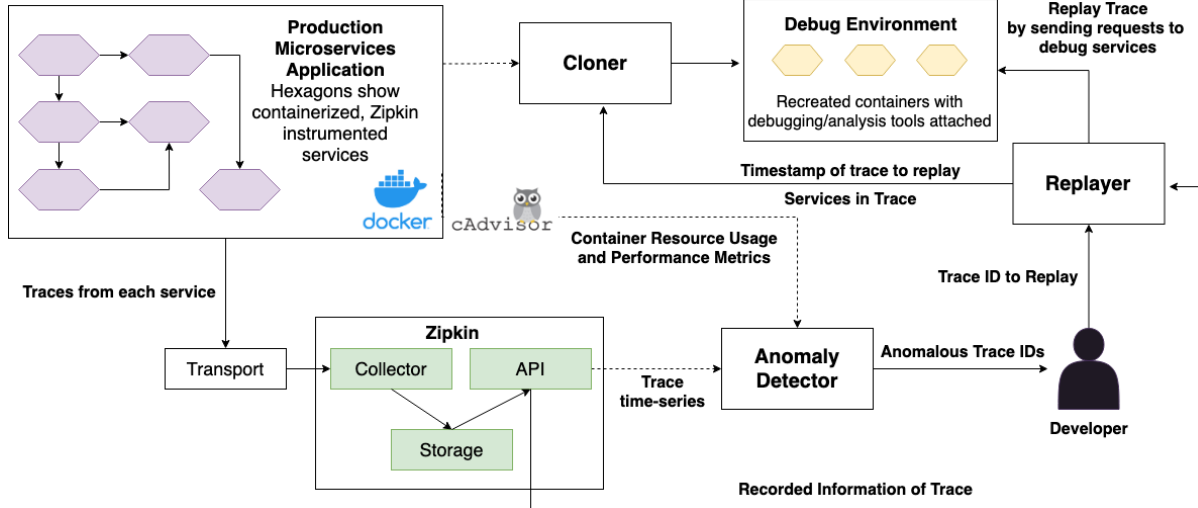 Production
Microservices
Application
Hexagons show
containerized, Zipkin
instrumented
services
docker
cAdvisor
Cloner
Debug Environment
Recreated containers with
debugging/analysis tools attached
Replay Trace
by sending requests to
debug services
Timestamp of trace to replay
Services in Trace
Replayer
Container Resource Usage
and Performance Metrics
Trace ID to Replay
Traces from each service
Transport
Zipkin
Collector
API
Storage
Trace
time-series
Anomaly
Detector
Anomalous Trace IDs
Developer
Recorded Information of Trace